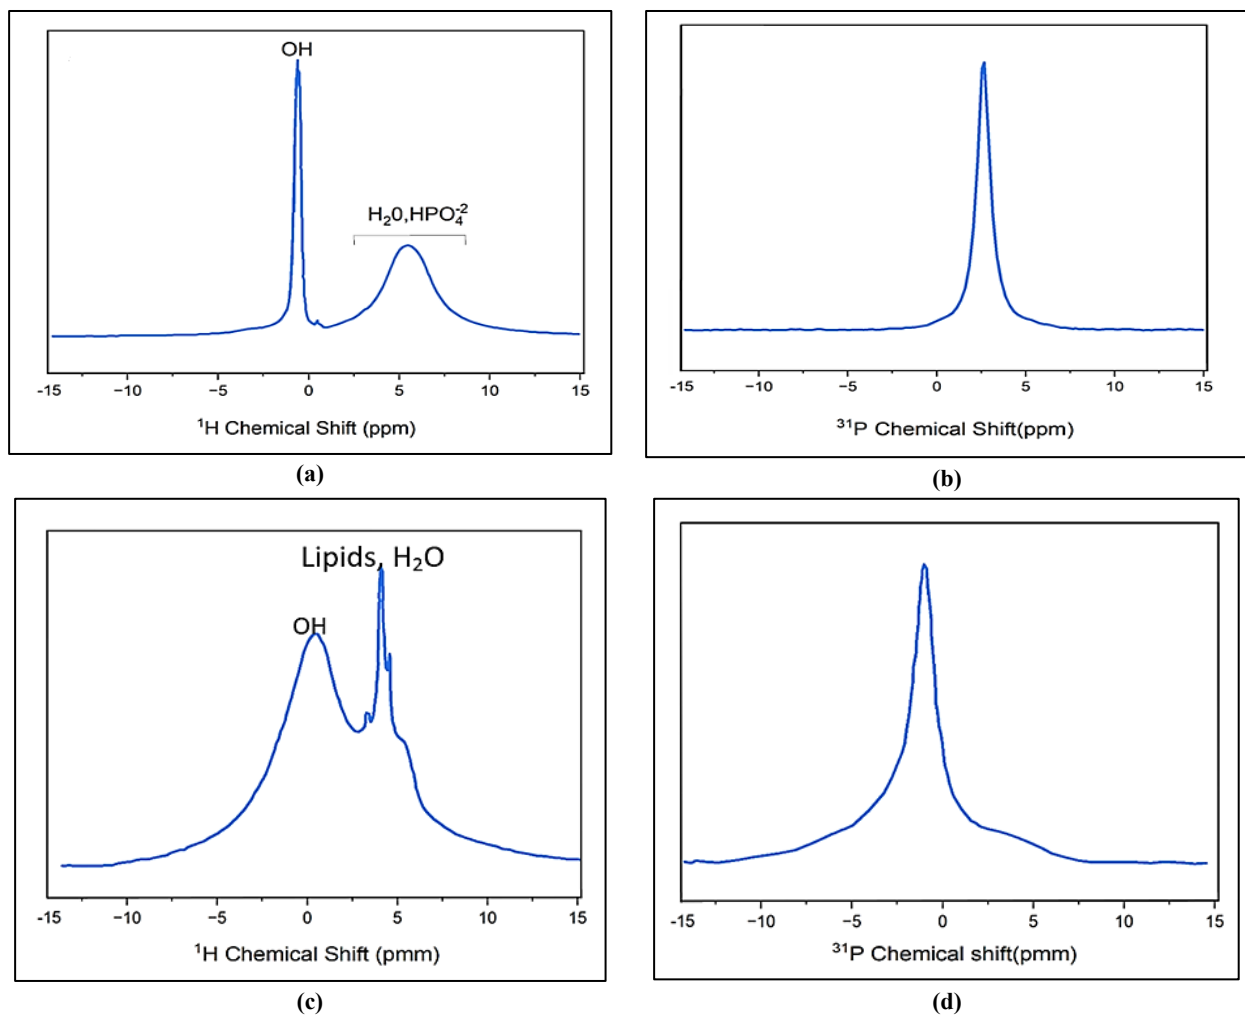 OH
H₂0,HPO₄⁻²
-15 −10 −5 0 5 10 15
¹H Chemical Shift (ppm)
(a)
-15 −10 −5 0 5 10 15
³¹P Chemical Shift(ppm)
(b)
Lipids, H₂O
OH
-15 −10 −5 0 5 10 15
¹H Chemical Shift (pmm)
(c)
-15 −10 −5 0 5 10 15
³¹P Chemical shift(pmm)
(d)